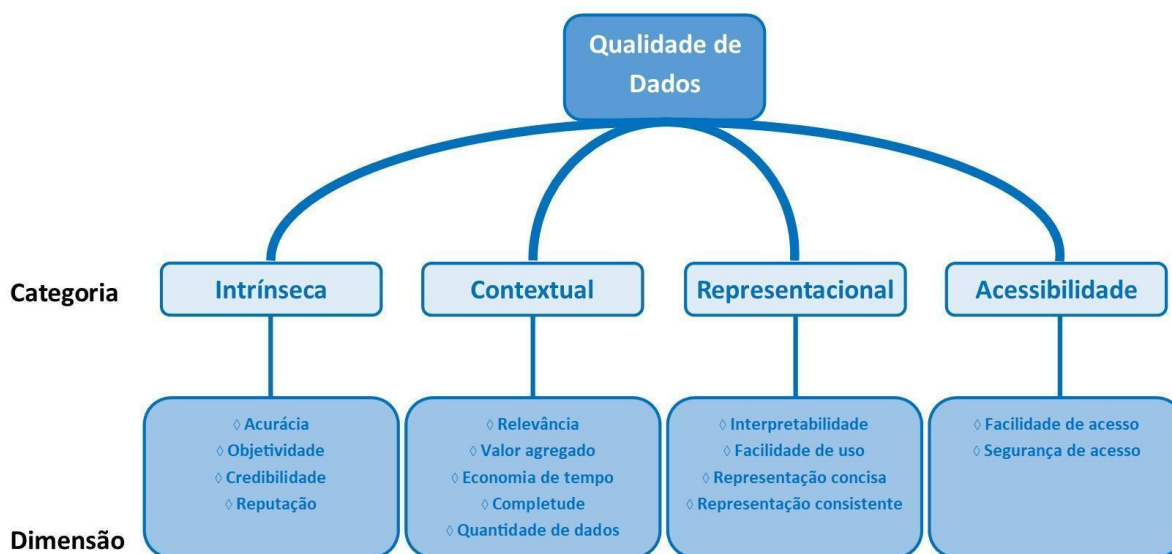 Qualidade de
Dados
Categoria
Intrínseca
Contextual
Representacional
Acessibilidade
◊ Acurácia
◊ Objetividade
◊ Credibilidade
◊ Reputação
◊ Relevância
◊ Valor agregado
◊ Economia de tempo
◊ Completude
◊ Quantidade de dados
◊ Interpretabilidade
◊ Facilidade de uso
◊ Representação concisa
◊ Representação consistente
◊ Facilidade de acesso
◊ Segurança de acesso
Dimensão